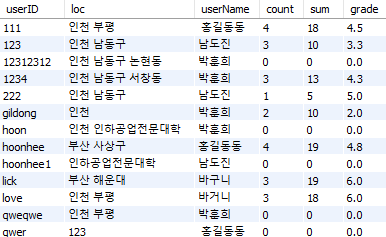 userID loc userName count sum grade
111 인천 부평 홍길동동 4 18 4.5
123 인천 남동구 남도진 3 10 3.3
12312312 인천 남동구 논현동 박훈희 0 0 0.0
1234 인천 남동구 서창동 박훈희 3 13 4.3
222 인천 남동구 남도진 1 5 5.0
gildong 인천 박훈희 2 10 2.0
hoon 인천 인하공업전문대학 박훈희 0 0 0.0
hoonhee 부산 사상구 홍길동동 4 19 4.8
hoonhee1 인하공업전문대학 남도진 0 0 0.0
lick 부산 해운대 바구니 3 19 6.0
love 인천 부평 바거니 3 18 6.0
qweqwe 인천 부평 박훈희 0 0 0.0
qwer 123 홍길동동 0 0 0.0